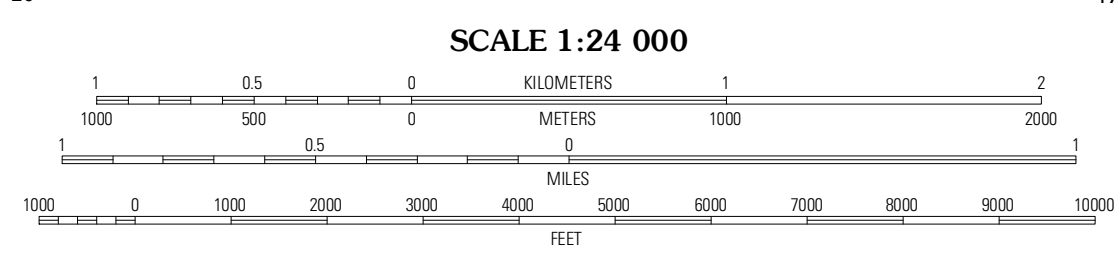 SCALE 1:24 000
1 0.5 0 KILOMETERS 1 2
1000 500 0 METERS 1000 2000
1 0.5 0 1
MILES
1000 0 1000 2000 3000 4000 5000 6000 7000 8000 9000 10000
FEET